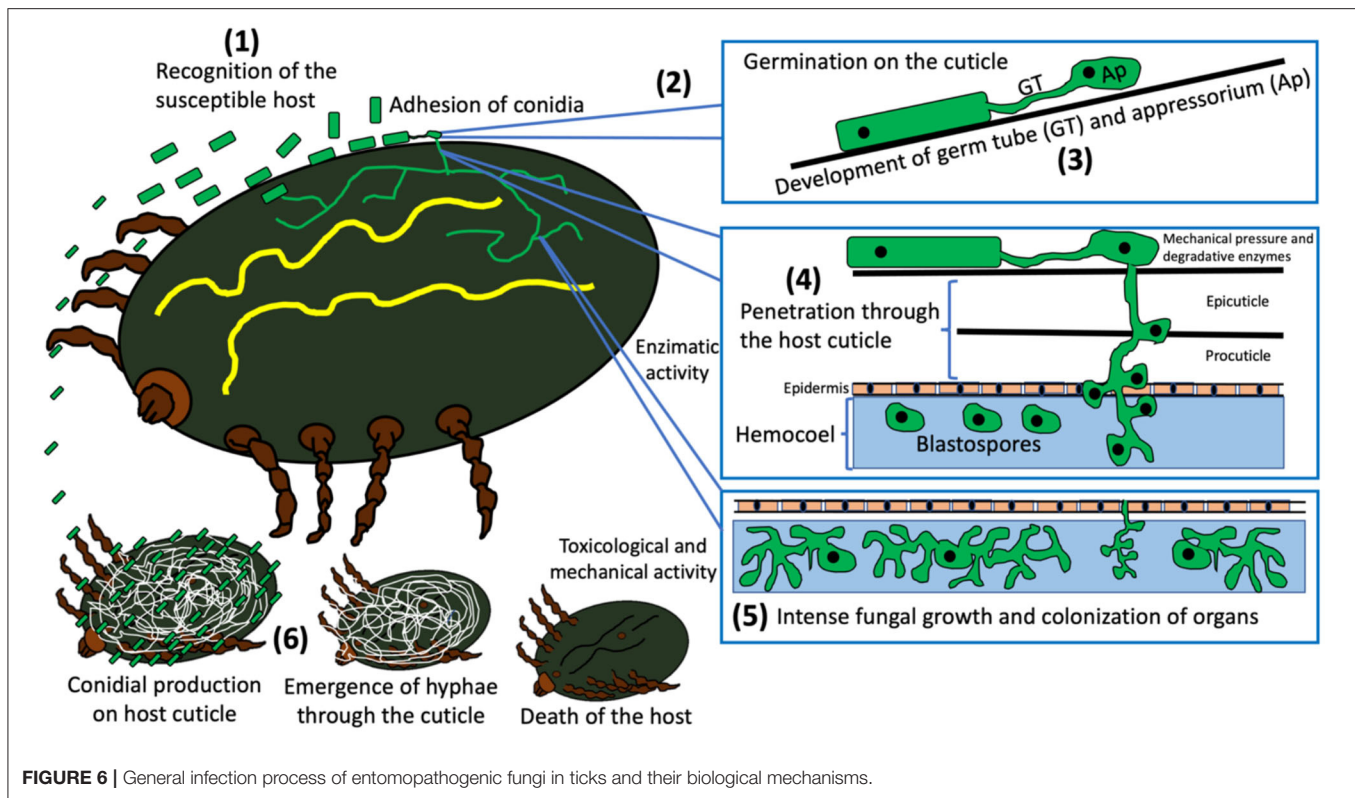 (1)
Recognition of the
susceptible host
Adhesion of conidia
(2)
Germination on the cuticle
GT
Ap
Development of germ tube (GT) and appressorium (Ap)
(3)
Mechanical pressure and
degradative enzymes
(4)
Penetration through
the host cuticle
Epicuticle
Procuticle
Epidermis
Hemocoel
Blastospores
Enzimatic
activity
Toxicological and
mechanical activity
(5) Intense fungal growth and colonization of organs
(6)
Conidial production
on host cuticle
Emergence of hyphae
through the cuticle
Death of the host
FIGURE 6 | General infection process of entomopathogenic fungi in ticks and their biological mechanisms.